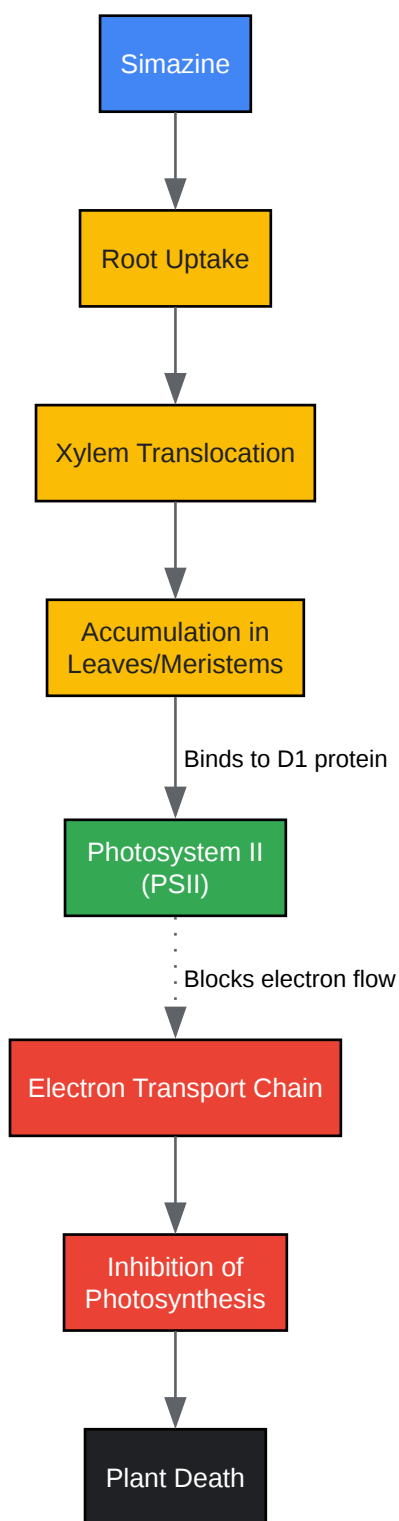 Simazine
Root Uptake
Xylem Translocation
Accumulation in
Leaves/Meristems
Binds to D1 protein
Photosystem II
(PSII)
Blocks electron flow
Electron Transport Chain
Inhibition of
Photosynthesis
Plant Death